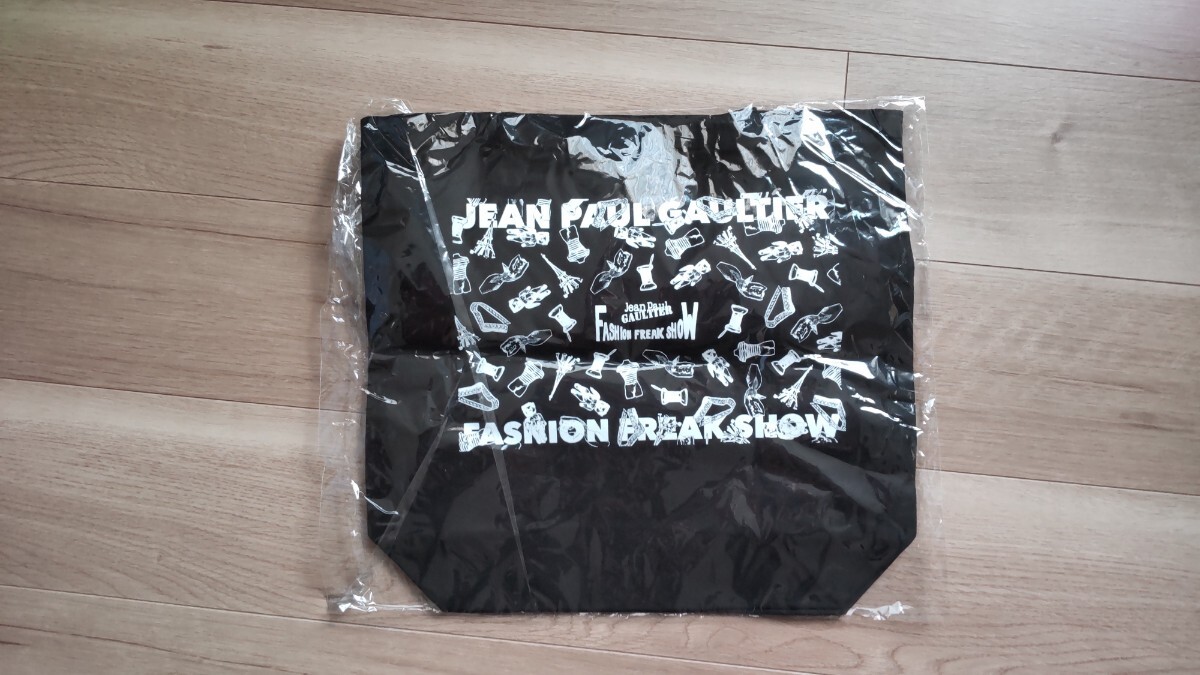 JEAN PAUL GAULTIER
Jean Paul
GAULTIER
FASHION FREAK SHOW
FASHION FREAK SHOW